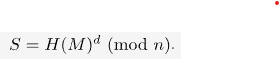 S = H(M)^d (mod n).